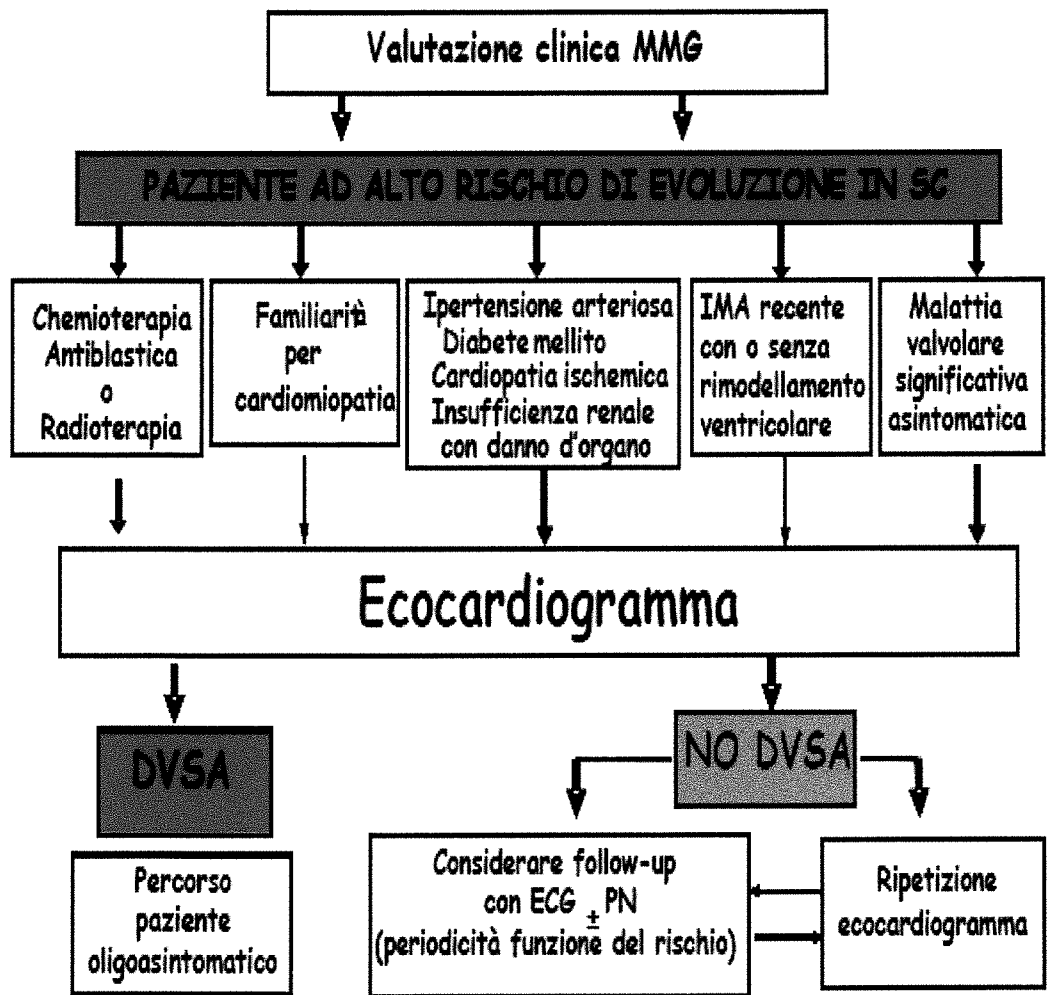 Valutazione clinica MMG
PAZIENTE AD ALTO RISCHIO DI EVOLUZIONE IN SC
Chemioterapia
Antiblastica
o
Radioterapia
Familiarità
per
cardiomiopatia
Ipertensione arteriosa
Diabete mellito
Cardiopatia ischemica
Insufficienza renale
con danno d'organo
IMA recente
con o senza
rimodellamento
ventricolare
Malattia
valvolare
significativa
asintomatica
Ecocardiogramma
DVSA
NO DVSA
Percorso
paziente
oligoasintomatico
Considerare follow-up
con ECG ± PN
(periodicità funzione del rischio)
Ripetizione
ecocardiogramma